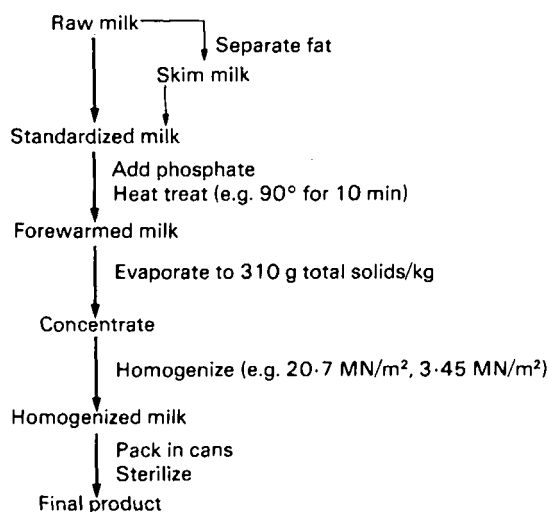 Raw milk
Separate fat
Skim milk
Standardized milk
Add phosphate
Heat treat (e.g. 90° for 10 min)
Forewarmed milk
Evaporate to 310 g total solids/kg
Concentrate
Homogenize (e.g. 20·7 MN/m², 3·45 MN/m²)
Homogenized milk
Pack in cans
Sterilize
Final product